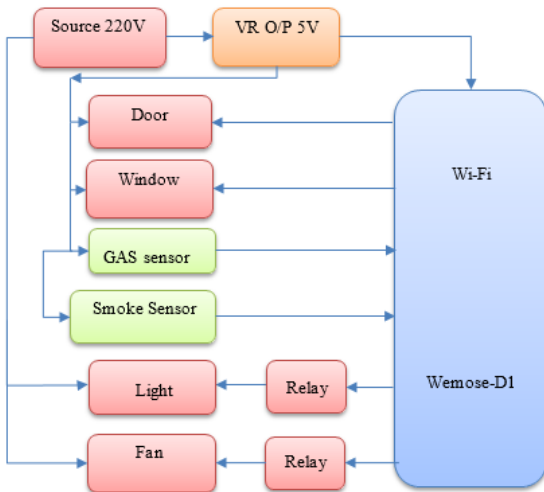 Source 220V
VR O/P 5V
Door
Window
Wi-Fi
GAS sensor
Smoke Sensor
Light
Relay
Wemose-D1
Fan
Relay